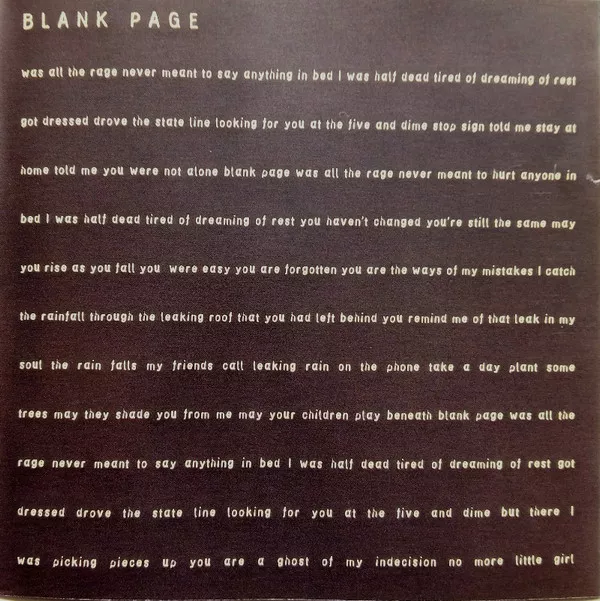 BLANK PAGE
was all the rage never meant to say anything in bed I was half dead tired of dreaming of rest
got dressed drove the state line looking for you at the five and dime stop sign told me stay at
home told me you were not alone blank page was all the rage never meant to hurt anyone in
bed I was half dead tired of dreaming of rest you haven't changed you're still the same may
you rise as you fall you were easy you are forgotten you are the ways of my mistakes I catch
the rainfall through the leaking roof that you had left behind you remind me of that leak in my
soul the rain falls my friends call leaking rain on the phone take a day plant some
trees may they shade you from me may your children play beneath blank page was all the
rage never meant to say anything in bed I was half dead tired of dreaming of rest got
dressed drove the state line looking for you at the five and dime but there I
was picking pieces up you are a ghost of my indecision no more little girl